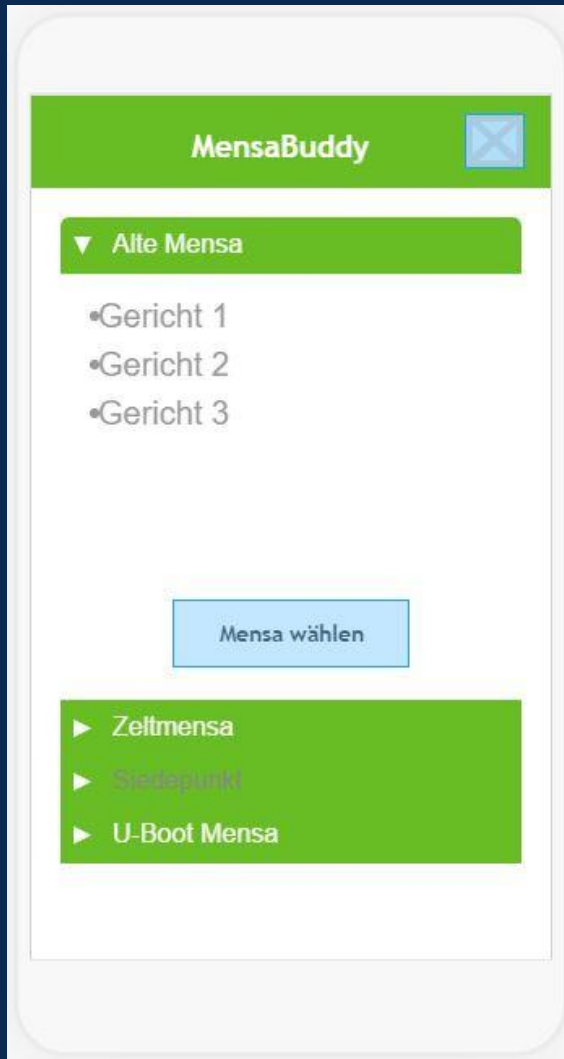 MensaBuddy
▼ Alte Mensa
•Gericht 1
•Gericht 2
•Gericht 3
Mensa wählen
► Zeltmensa
► Siedepunkt
► U-Boot Mensa